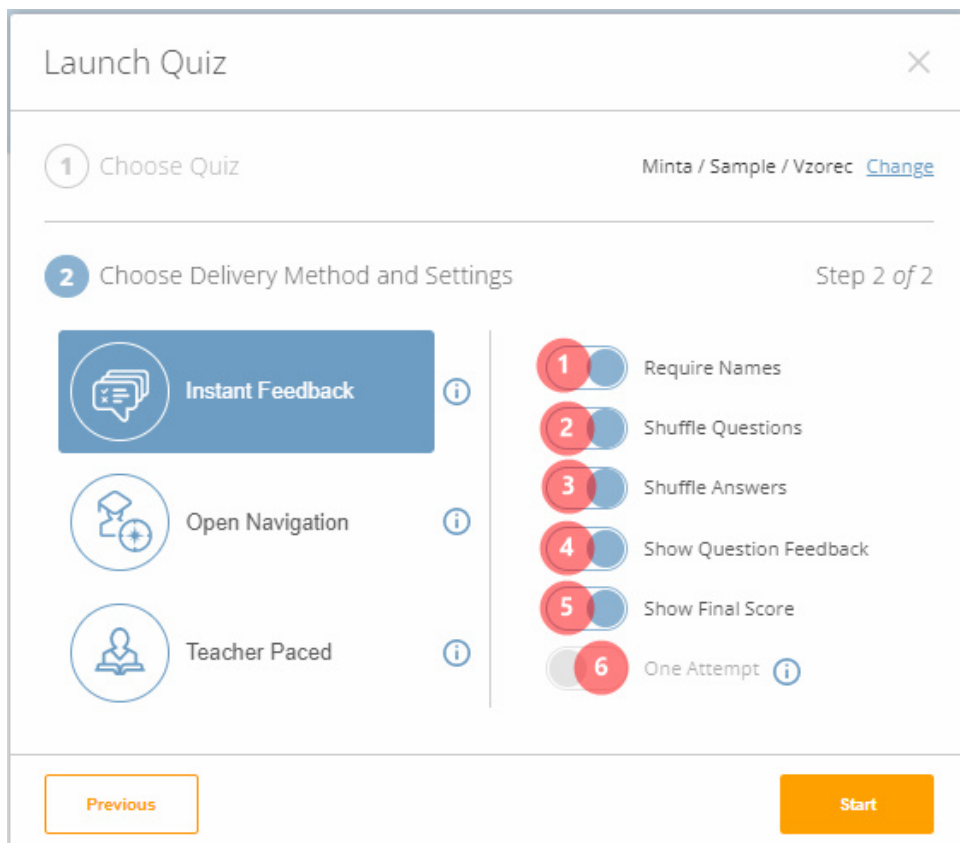 Launch Quiz
1 Choose Quiz
Minta / Sample / Vzorec Change
2 Choose Delivery Method and Settings
Step 2 of 2
Instant Feedback
Open Navigation
Teacher Paced
1 Require Names
2 Shuffle Questions
3 Shuffle Answers
4 Show Question Feedback
5 Show Final Score
6 One Attempt
Previous
Start